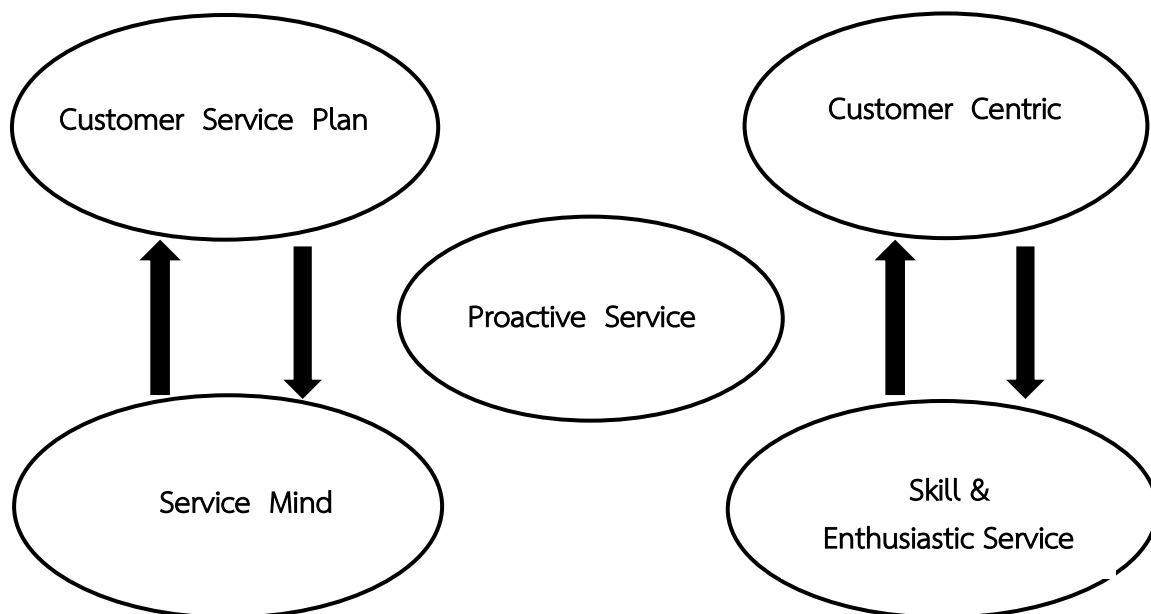 Customer Service Plan
Customer Centric
Proactive Service
Service Mind
Skill &
Enthusiastic Service